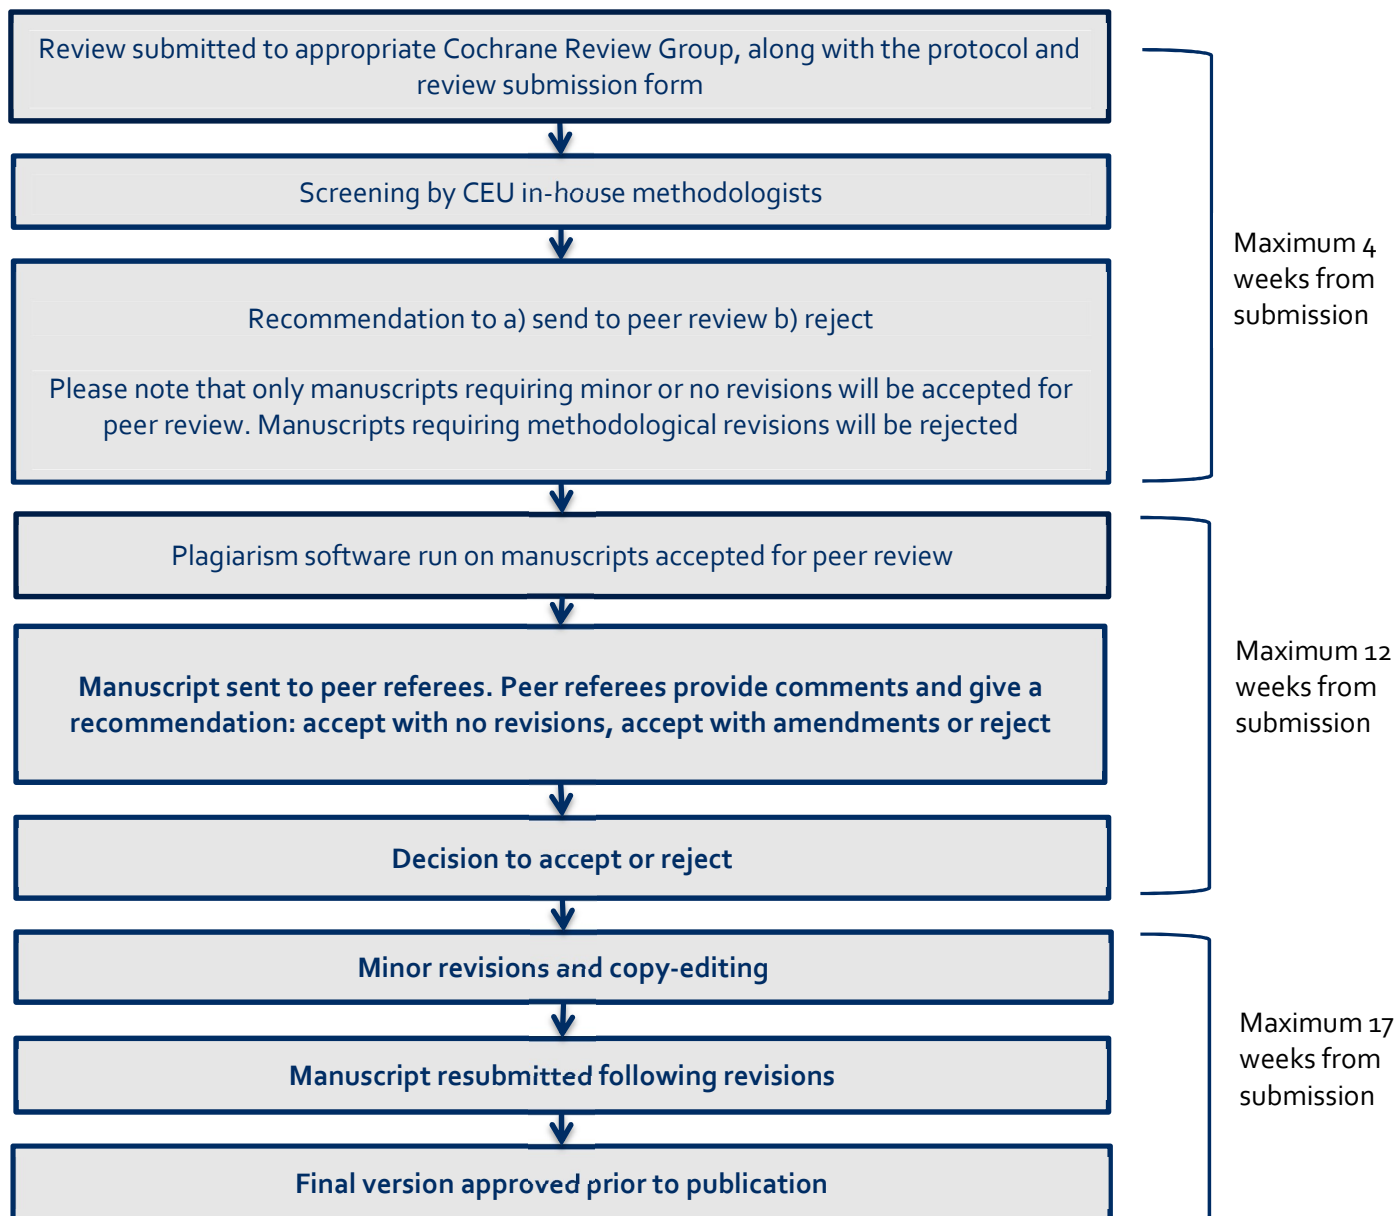 Review submitted to appropriate Cochrane Review Group, along with the protocol and
review submission form
Screening by CEU in-house methodologists
Recommendation to a) send to peer review b) reject
Please note that only manuscripts requiring minor or no revisions will be accepted for
peer review. Manuscripts requiring methodological revisions will be rejected
Maximum 4
weeks from
submission
Plagiarism software run on manuscripts accepted for peer review
Manuscript sent to peer referees. Peer referees provide comments and give a
recommendation: accept with no revisions, accept with amendments or reject
Decision to accept or reject
Maximum 12
weeks from
submission
Minor revisions and copy-editing
Manuscript resubmitted following revisions
Final version approved prior to publication
Maximum 17
weeks from
submission